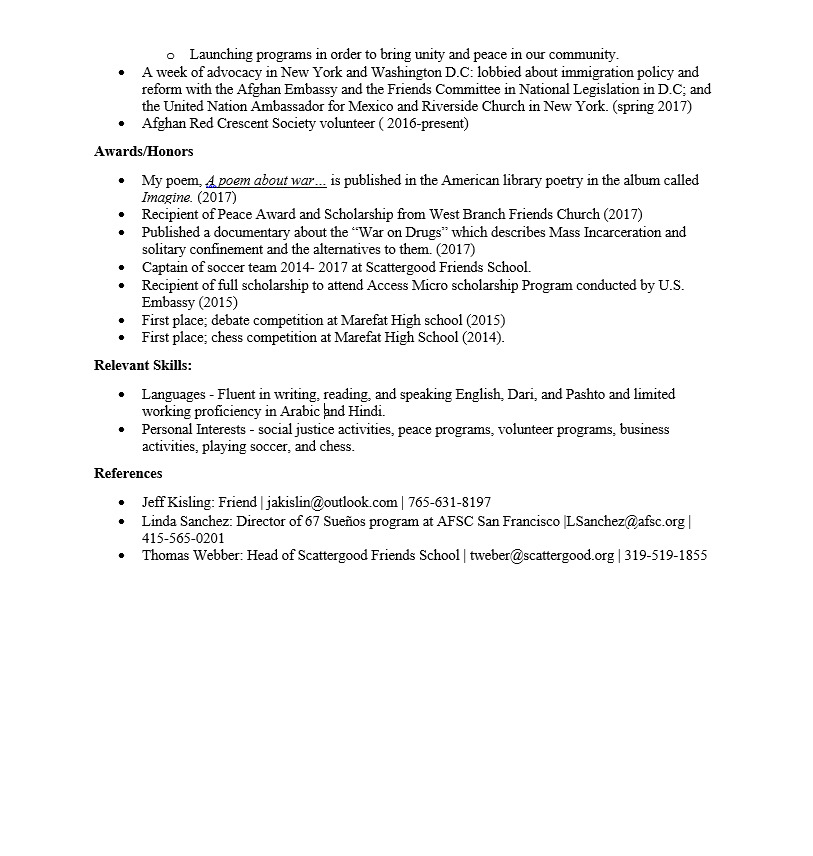 o Launching programs in order to bring unity and peace in our community.
• A week of advocacy in New York and Washington D.C: lobbied about immigration policy and
reform with the Afghan Embassy and the Friends Committee in National Legislation in D.C; and
the United Nation Ambassador for Mexico and Riverside Church in New York. (spring 2017)
• Afghan Red Crescent Society volunteer ( 2016-present)
Awards/Honors
• My poem, A poem about war... is published in the American library poetry in the album called
Imagine. (2017)
• Recipient of Peace Award and Scholarship from West Branch Friends Church (2017)
• Published a documentary about the “War on Drugs” which describes Mass Incarceration and
solitary confinement and the alternatives to them. (2017)
• Captain of soccer team 2014- 2017 at Scattergood Friends School.
• Recipient of full scholarship to attend Access Micro scholarship Program conducted by U.S.
Embassy (2015)
• First place; debate competition at Marefat High school (2015)
• First place; chess competition at Marefat High School (2014).
Relevant Skills:
• Languages - Fluent in writing, reading, and speaking English, Dari, and Pashto and limited
working proficiency in Arabic and Hindi.
• Personal Interests - social justice activities, peace programs, volunteer programs, business
activities, playing soccer, and chess.
References
• Jeff Kisling: Friend | jakislin@outlook.com | 765-631-8197
• Linda Sanchez: Director of 67 Sueños program at AFSC San Francisco |LSanchez@afsc.org |
415-565-0201
• Thomas Webber: Head of Scattergood Friends School | tweber@scattergood.org | 319-519-1855